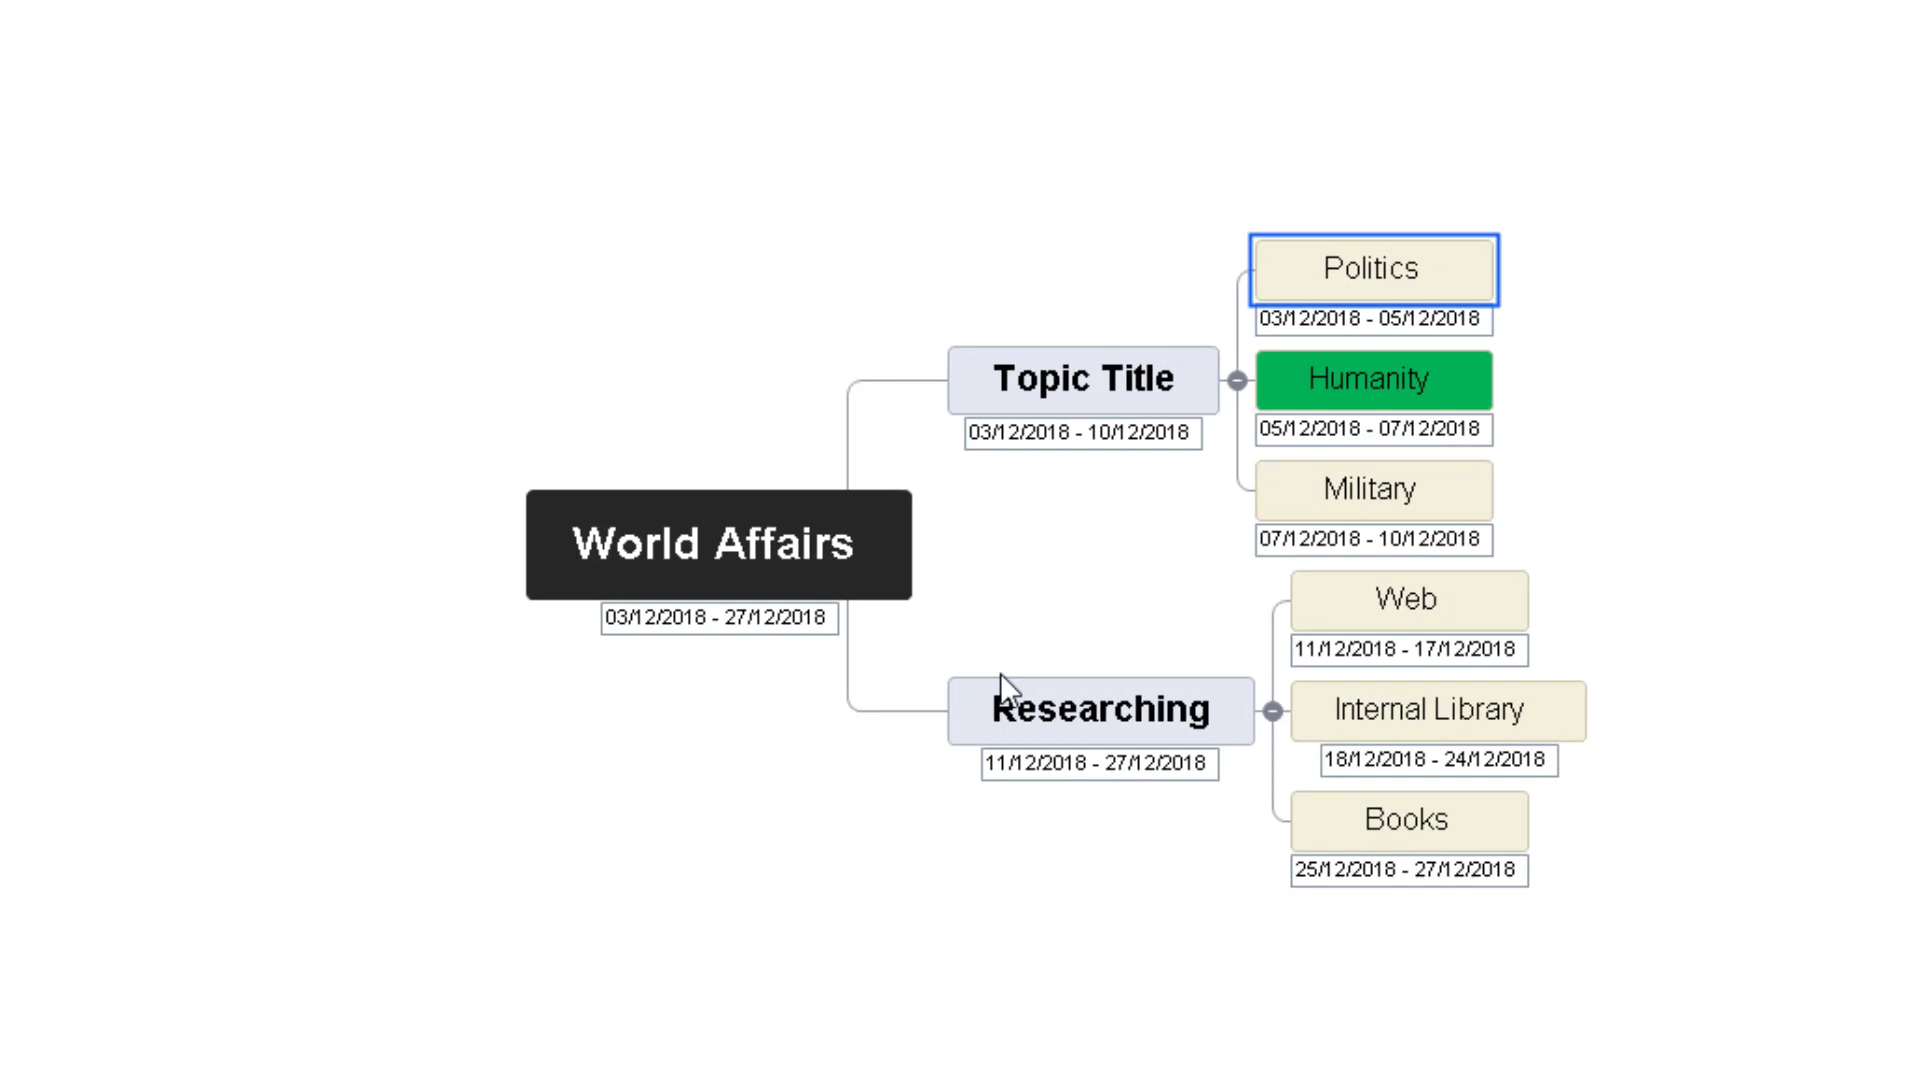 World Affairs
03/12/2018 - 27/12/2018
Topic Title
03/12/2018 - 10/12/2018
Politics
03/12/2018 - 05/12/2018
Humanity
05/12/2018 - 07/12/2018
Military
07/12/2018 - 10/12/2018
Researching
11/12/2018 - 27/12/2018
Web
11/12/2018 - 17/12/2018
Internal Library
18/12/2018 - 24/12/2018
Books
25/12/2018 - 27/12/2018